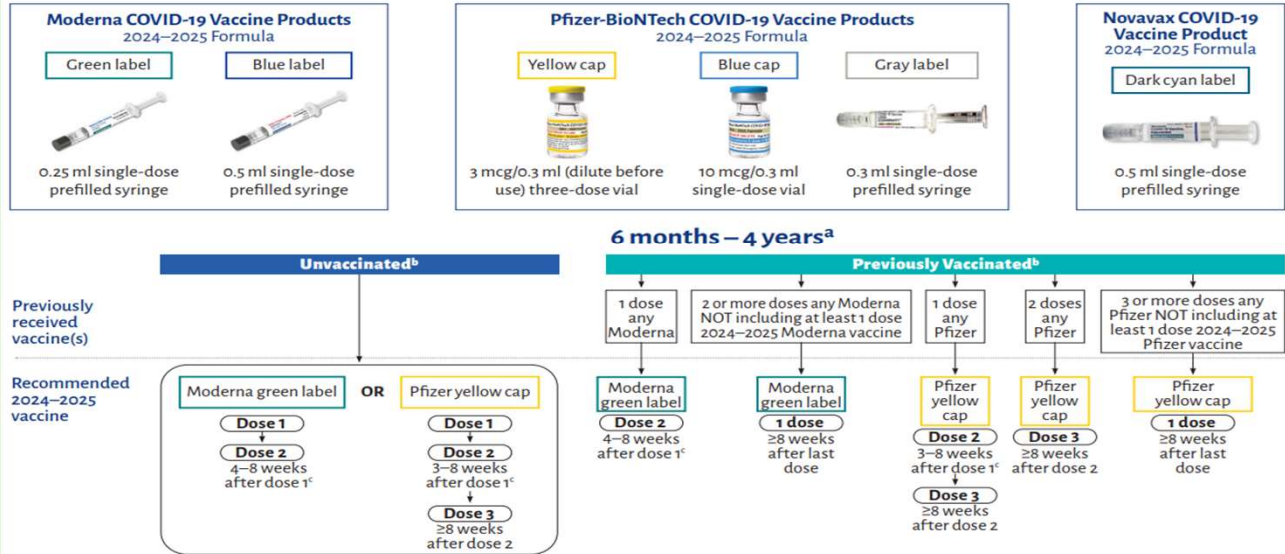 Moderna COVID-19 Vaccine Products
2024–2025 Formula
Green label
Blue label
0.25 ml single-dose
prefilled syringe
0.5 ml single-dose
prefilled syringe
Pfizer-BioNTech COVID-19 Vaccine Products
2024–2025 Formula
Yellow cap
Blue cap
Gray label
3 mcg/0.3 ml (dilute before
use) three-dose vial
10 mcg/0.3 ml
single-dose vial
0.3 ml single-dose
prefilled syringe
Novavax COVID-19
Vaccine Product
2024–2025 Formula
Dark cyan label
0.5 ml single-dose
prefilled syringe
6 months – 4 yearsᵃ
Unvaccinatedᵇ
Previously Vaccinatedᵇ
Previously
received
vaccine(s)
1 dose
any
Moderna
2 or more doses any Moderna
NOT including at least 1 dose
2024–2025 Moderna vaccine
1 dose
any
Pfizer
2 doses
any
Pfizer
3 or more doses any
Pfizer NOT including at
least 1 dose 2024–2025
Pfizer vaccine
Recommended
2024–2025
vaccine
Moderna green label
OR
Pfizer yellow cap
Dose 1
Dose 2
4–8 weeks
after dose 1ᶜ
Dose 1
Dose 2
3–8 weeks
after dose 1ᶜ
Dose 3
≥8 weeks
after dose 2
Moderna
green label
Dose 2
4–8 weeks
after dose 1ᶜ
Moderna
green label
1 dose
≥8 weeks
after last
dose
Pfizer
yellow
cap
Dose 2
3–8 weeks
after dose 1ᶜ
Dose 3
≥8 weeks
after dose 2
Pfizer
yellow
cap
Dose 3
≥8 weeks
after dose 2
Pfizer
yellow cap
1 dose
≥8 weeks
after last
dose